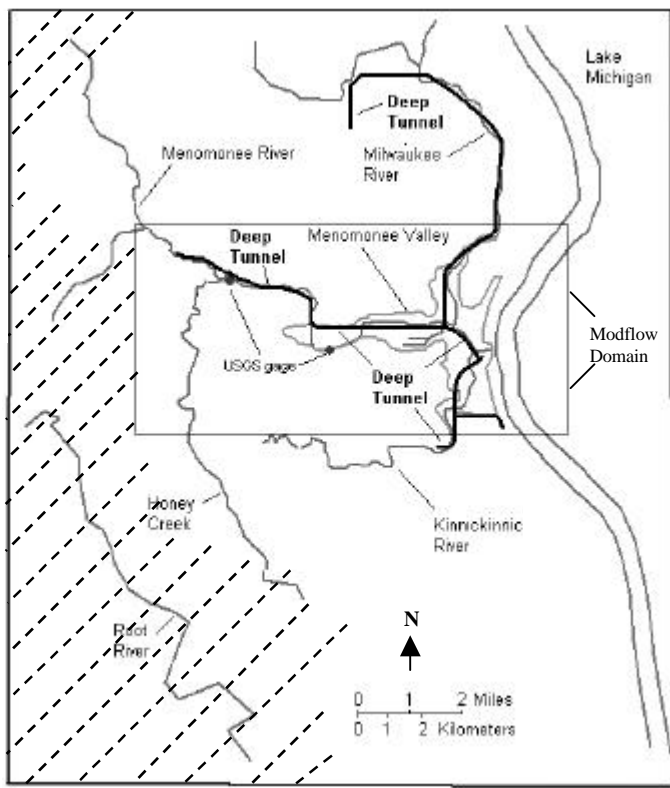 Lake
Michigan
Deep
Tunnel
Menomonee River
Milwaukee
River
Deep
Tunnel
Menomonee Valley
Modflow
Domain
USGS gage
Deep
Tunnel
Honey
Creek
Kinnickinnic
River
Root
River
N
0 1 2 Miles
0 1 2 Kilometers